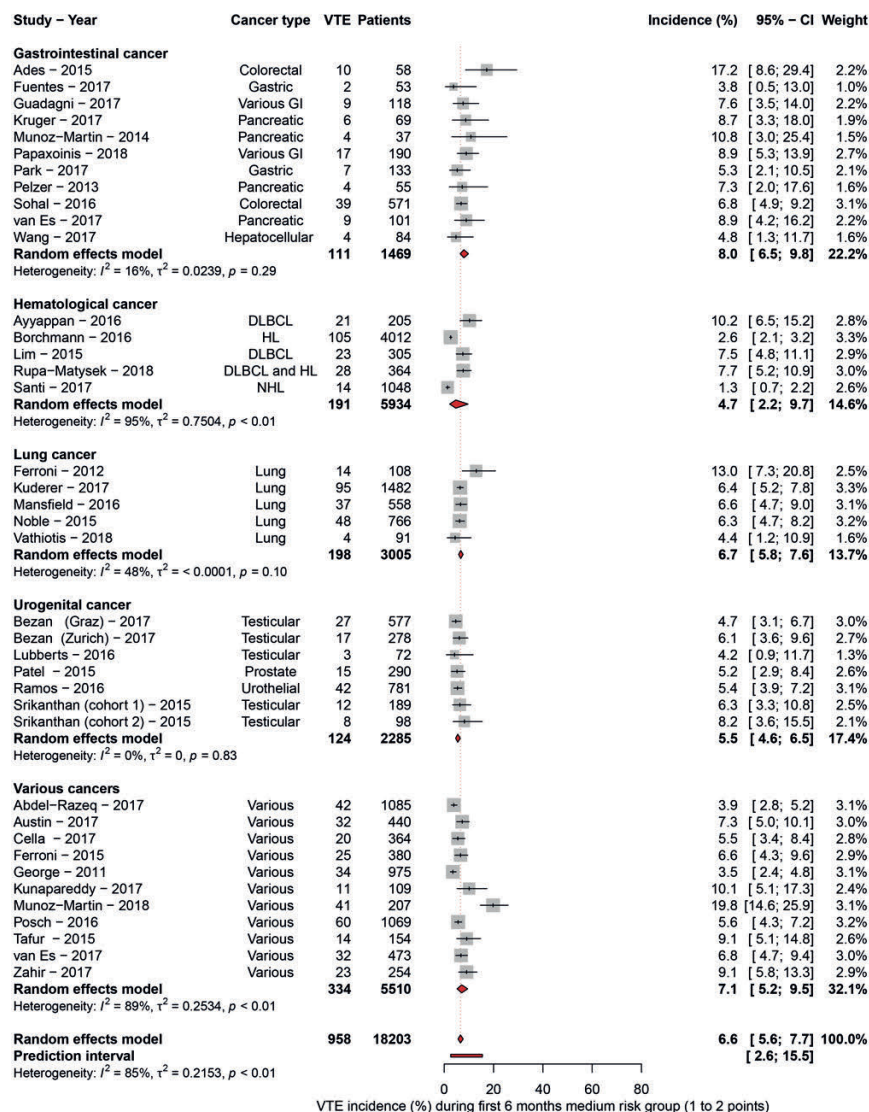 Study − Year Cancer type VTE Patients Incidence (%) 95% − CI Weight
Gastrointestinal cancer
Ades − 2015 Colorectal 10 58 17.2 [ 8.6; 29.4] 2.2%
Fuentes − 2017 Gastric 2 53 3.8 [ 0.5; 13.0] 1.0%
Guadagni − 2017 Various GI 9 118 7.6 [ 3.5; 14.0] 2.2%
Kruger − 2017 Pancreatic 6 69 8.7 [ 3.3; 18.0] 1.9%
Munoz−Martin − 2014 Pancreatic 4 37 10.8 [ 3.0; 25.4] 1.5%
Papaxoinis − 2018 Various GI 17 190 8.9 [ 5.3; 13.9] 2.7%
Park − 2017 Gastric 7 133 5.3 [ 2.1; 10.5] 2.1%
Pelzer − 2013 Pancreatic 4 55 7.3 [ 2.0; 17.6] 1.6%
Sohal − 2016 Colorectal 39 571 6.8 [ 4.9; 9.2] 3.1%
van Es − 2017 Pancreatic 9 101 8.9 [ 4.2; 16.2] 2.2%
Wang − 2017 Hepatocellular 4 84 4.8 [ 1.3; 11.7] 1.6%
Random effects model 111 1469 8.0 [ 6.5; 9.8] 22.2%
Heterogeneity: I² = 16%, τ² = 0.0239, p = 0.29
Hematological cancer
Ayyappan − 2016 DLBCL 21 205 10.2 [ 6.5; 15.2] 2.8%
Borchmann − 2016 HL 105 4012 2.6 [ 2.1; 3.2] 3.3%
Lim − 2015 DLBCL 23 305 7.5 [ 4.8; 11.1] 2.9%
Rupa−Matysek − 2018 DLBCL and HL 28 364 7.7 [ 5.2; 10.9] 3.0%
Santi − 2017 NHL 14 1048 1.3 [ 0.7; 2.2] 2.6%
Random effects model 191 5934 4.7 [ 2.2; 9.7] 14.6%
Heterogeneity: I² = 95%, τ² = 0.7504, p < 0.01
Lung cancer
Ferroni − 2012 Lung 14 108 13.0 [ 7.3; 20.8] 2.5%
Kuderer − 2017 Lung 95 1482 6.4 [ 5.2; 7.8] 3.3%
Mansfield − 2016 Lung 37 558 6.6 [ 4.7; 9.0] 3.1%
Noble − 2015 Lung 48 766 6.3 [ 4.7; 8.2] 3.2%
Vathiotis − 2018 Lung 4 91 4.4 [ 1.2; 10.9] 1.6%
Random effects model 198 3005 6.7 [ 5.8; 7.6] 13.7%
Heterogeneity: I² = 48%, τ² = < 0.0001, p = 0.10
Urogenital cancer
Bezan (Graz) − 2017 Testicular 27 577 4.7 [ 3.1; 6.7] 3.0%
Bezan (Zurich) − 2017 Testicular 17 278 6.1 [ 3.6; 9.6] 2.7%
Lubberts − 2016 Testicular 3 72 4.2 [ 0.9; 11.7] 1.3%
Patel − 2015 Prostate 15 290 5.2 [ 2.9; 8.4] 2.6%
Ramos − 2016 Urothelial 42 781 5.4 [ 3.9; 7.2] 3.1%
Srikanthan (cohort 1) − 2015 Testicular 12 189 6.3 [ 3.3; 10.8] 2.5%
Srikanthan (cohort 2) − 2015 Testicular 8 98 8.2 [ 3.6; 15.5] 2.1%
Random effects model 124 2285 5.5 [ 4.6; 6.5] 17.4%
Heterogeneity: I² = 0%, τ² = 0, p = 0.83
Various cancers
Abdel−Razeq − 2017 Various 42 1085 3.9 [ 2.8; 5.2] 3.1%
Austin − 2017 Various 32 440 7.3 [ 5.0; 10.1] 3.0%
Cella − 2017 Various 20 364 5.5 [ 3.4; 8.4] 2.8%
Ferroni − 2015 Various 25 380 6.6 [ 4.3; 9.6] 2.9%
George − 2011 Various 34 975 3.5 [ 2.4; 4.8] 3.1%
Kunapareddy − 2017 Various 11 109 10.1 [ 5.1; 17.3] 2.4%
Munoz−Martin − 2018 Various 41 207 19.8 [14.6; 25.9] 3.1%
Posch − 2016 Various 60 1069 5.6 [ 4.3; 7.2] 3.2%
Tafur − 2015 Various 14 154 9.1 [ 5.1; 14.8] 2.6%
van Es − 2017 Various 32 473 6.8 [ 4.7; 9.4] 3.0%
Zahir − 2017 Various 23 254 9.1 [ 5.8; 13.3] 2.9%
Random effects model 334 5510 7.1 [ 5.2; 9.5] 32.1%
Heterogeneity: I² = 89%, τ² = 0.2534, p < 0.01
Random effects model 958 18203 6.6 [ 5.6; 7.7] 100.0%
Prediction interval [ 2.6; 15.5]
Heterogeneity: I² = 85%, τ² = 0.2153, p < 0.01
0 20 40 60 80
VTE incidence (%) during first 6 months medium risk group (1 to 2 points)